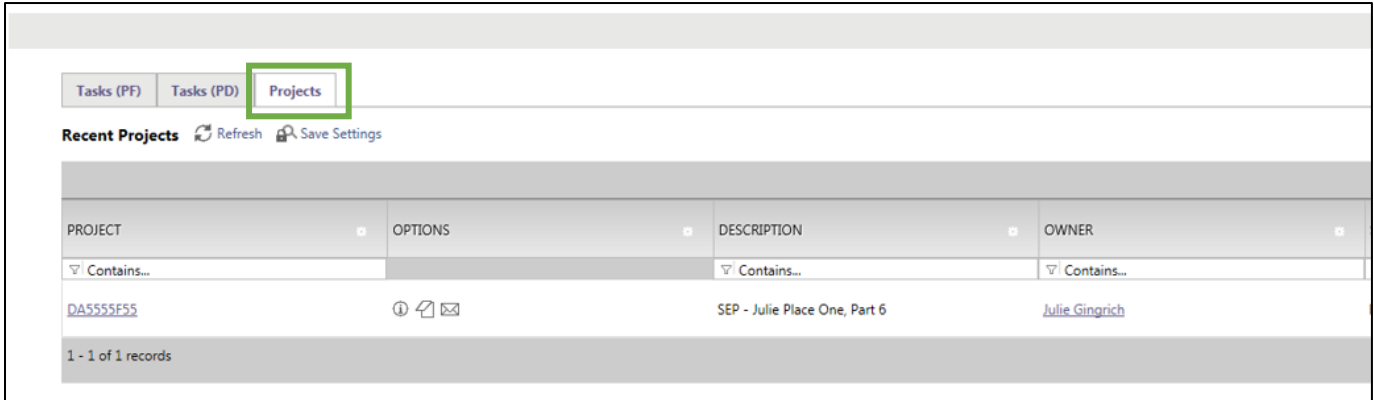 Tasks (PF) Tasks (PD) Projects
Recent Projects Refresh Save Settings
PROJECT OPTIONS DESCRIPTION OWNER
Contains... Contains... Contains...
DA5555F55 SEP - Julie Place One, Part 6 Julie Gingrich
1 - 1 of 1 records